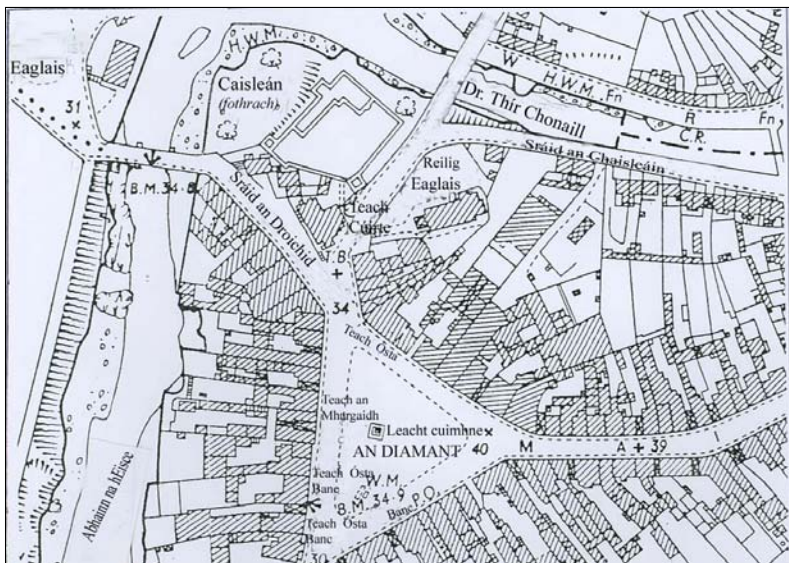 Eaglais
31
H.W.M.
Caisleán
(fothrach)
W
H.W.M.
Fn
R
Fn
Dr. Thir Chonaill
C.R.
Sráid an Chaisleáin
Reilig
Eaglais
B.M.34·8
Sráid an Droichid
Teach
Cúirte
T.B.
34
Teach Ósta
Teach an
Mhargaidh
Leacht cuimhne
AN DIAMANT
40
M
A
39
I
Teach Ósta
Banc
W.M.
B.M.34·9
Banc
P.O.
Teach Ósta
Banc
30
Abhainn na hEisce